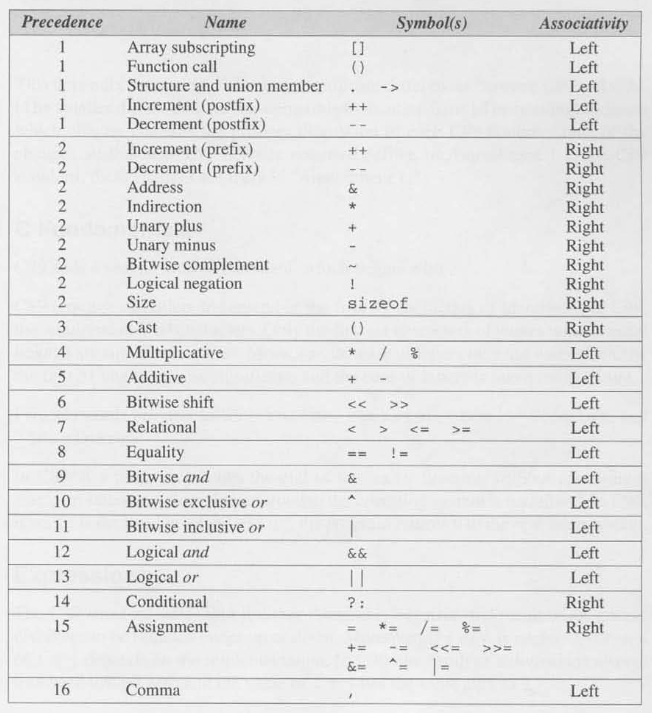 Precedence Name Symbol(s) Associativity
1 Array subscripting [] Left
1 Function call () Left
1 Structure and union member . -> Left
1 Increment (postfix) ++ Left
1 Decrement (postfix) -- Left
2 Increment (prefix) ++ Right
2 Decrement (prefix) -- Right
2 Address & Right
2 Indirection * Right
2 Unary plus + Right
2 Unary minus - Right
2 Bitwise complement ~ Right
2 Logical negation ! Right
2 Size sizeof Right
3 Cast () Right
4 Multiplicative * / % Left
5 Additive + - Left
6 Bitwise shift << >> Left
7 Relational < > <= >= Left
8 Equality == != Left
9 Bitwise and & Left
10 Bitwise exclusive or ^ Left
11 Bitwise inclusive or | Left
12 Logical and && Left
13 Logical or || Left
14 Conditional ?: Right
15 Assignment = *= /= %= Right
+= -= <<= >>=
&= ^= |=
16 Comma , Left